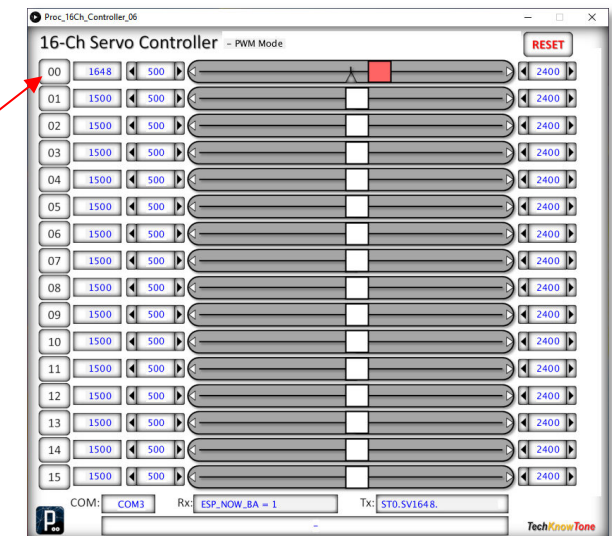 Proc_16Ch_Controller_06
16-Ch Servo Controller - PWM Mode RESET
00 1648 500 2400
01 1500 500 2400
02 1500 500 2400
03 1500 500 2400
04 1500 500 2400
05 1500 500 2400
06 1500 500 2400
07 1500 500 2400
08 1500 500 2400
09 1500 500 2400
10 1500 500 2400
11 1500 500 2400
12 1500 500 2400
13 1500 500 2400
14 1500 500 2400
15 1500 500 2400
COM: COM3 Rx: ESP_NOW_BA = 1 Tx: ST0.SV1648.
P.. - TechKnowTone